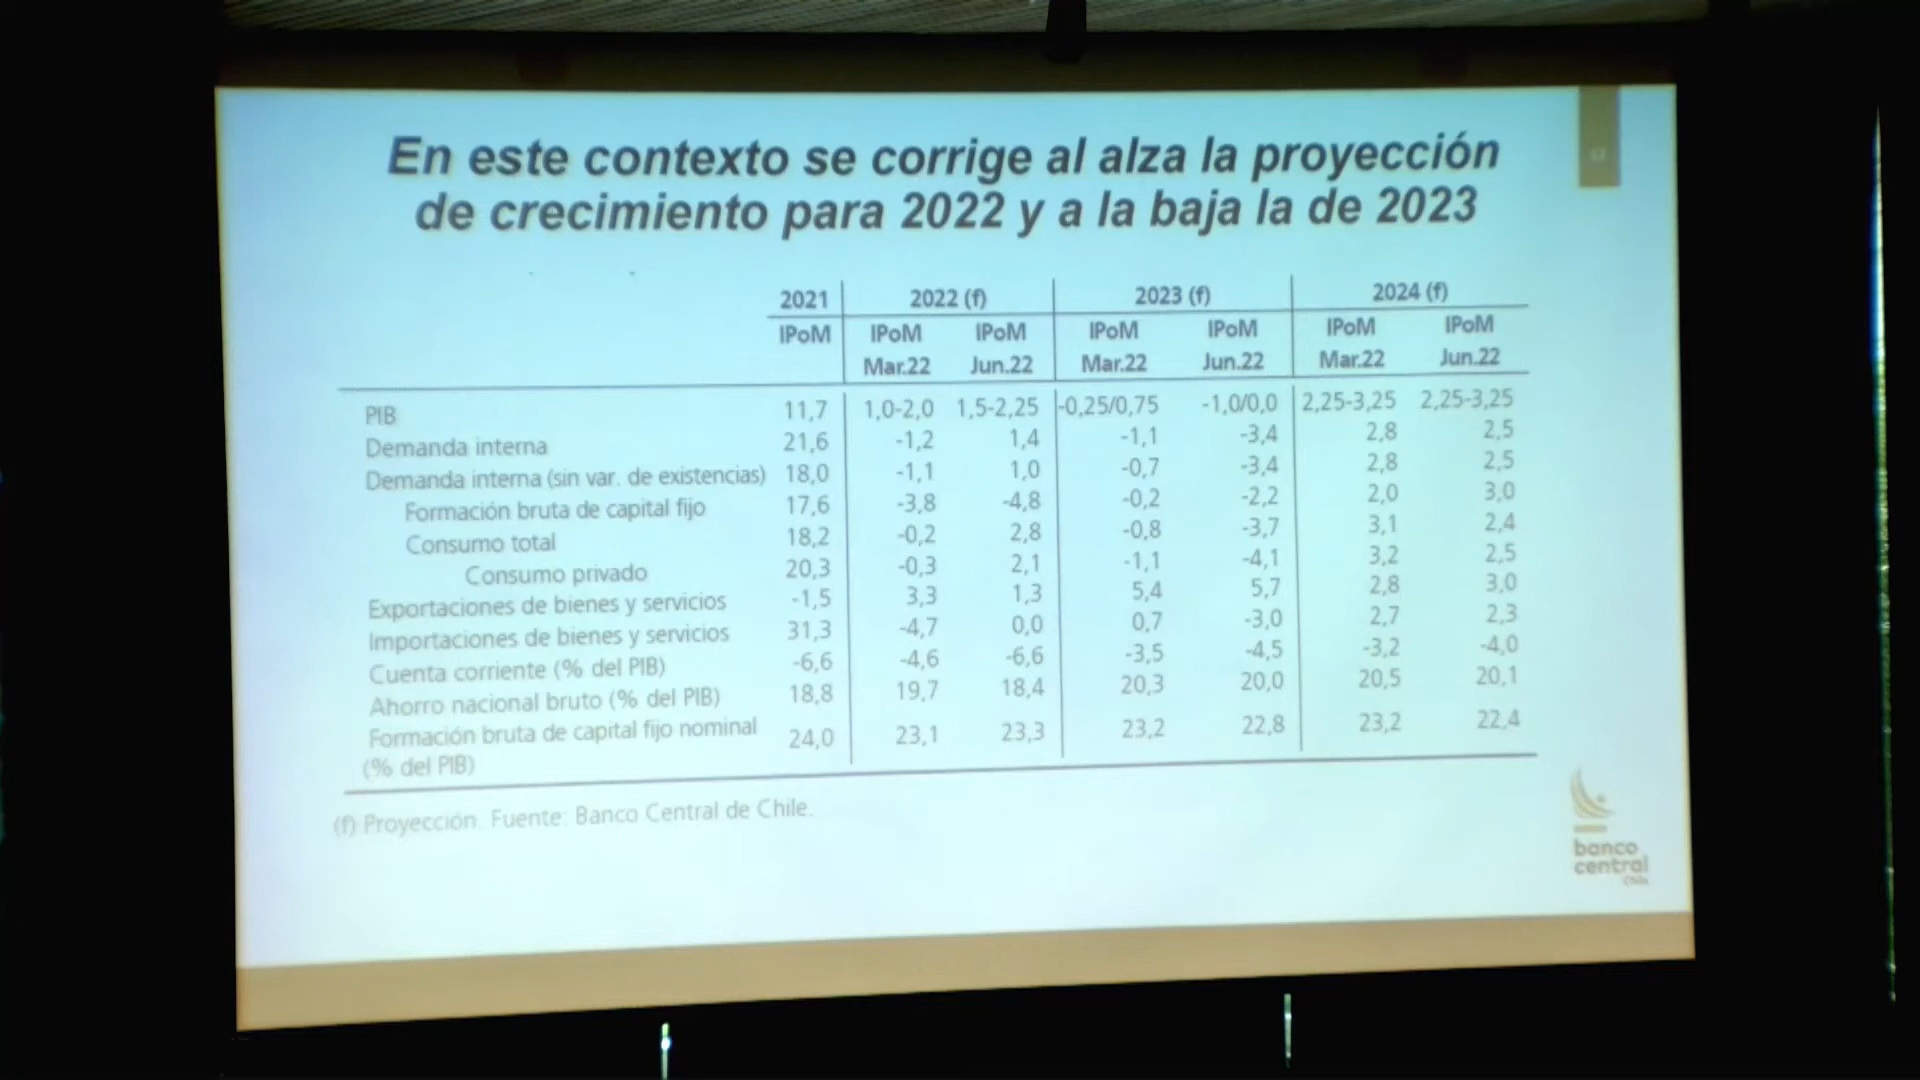 En este contexto se corrige al alza la proyección
de crecimiento para 2022 y a la baja la de 2023
2021 2022 (f) 2023 (f) 2024 (f)
IPoM IPoM IPoM IPoM IPoM IPoM IPoM
Mar.22 Jun.22 Mar.22 Jun.22 Mar.22 Jun.22
PIB 11,7 1,0-2,0 1,5-2,25 -0,25/0,75 -1,0/0,0 2,25-3,25 2,25-3,25
Demanda interna 21,6 -1,2 1,4 -1,1 -3,4 2,8 2,5
Demanda interna (sin var. de existencias) 18,0 -1,1 1,0 -0,7 -3,4 2,8 2,5
Formación bruta de capital fijo 17,6 -3,8 -4,8 -0,2 -2,2 2,0 3,0
Consumo total 18,2 -0,2 2,8 -0,8 -3,7 3,1 2,4
Consumo privado 20,3 -0,3 2,1 -1,1 -4,1 3,2 2,5
Exportaciones de bienes y servicios -1,5 3,3 1,3 5,4 5,7 2,8 3,0
Importaciones de bienes y servicios 31,3 -4,7 0,0 0,7 -3,0 2,7 2,3
Cuenta corriente (% del PIB) -6,6 -4,6 -6,6 -3,5 -4,5 -3,2 -4,0
Ahorro nacional bruto (% del PIB) 18,8 19,7 18,4 20,3 20,0 20,5 20,1
Formación bruta de capital fijo nominal 24,0 23,1 23,3 23,2 22,8 23,2 22,4
(% del PIB)
(f) Proyección. Fuente: Banco Central de Chile.
banco
central
Chile